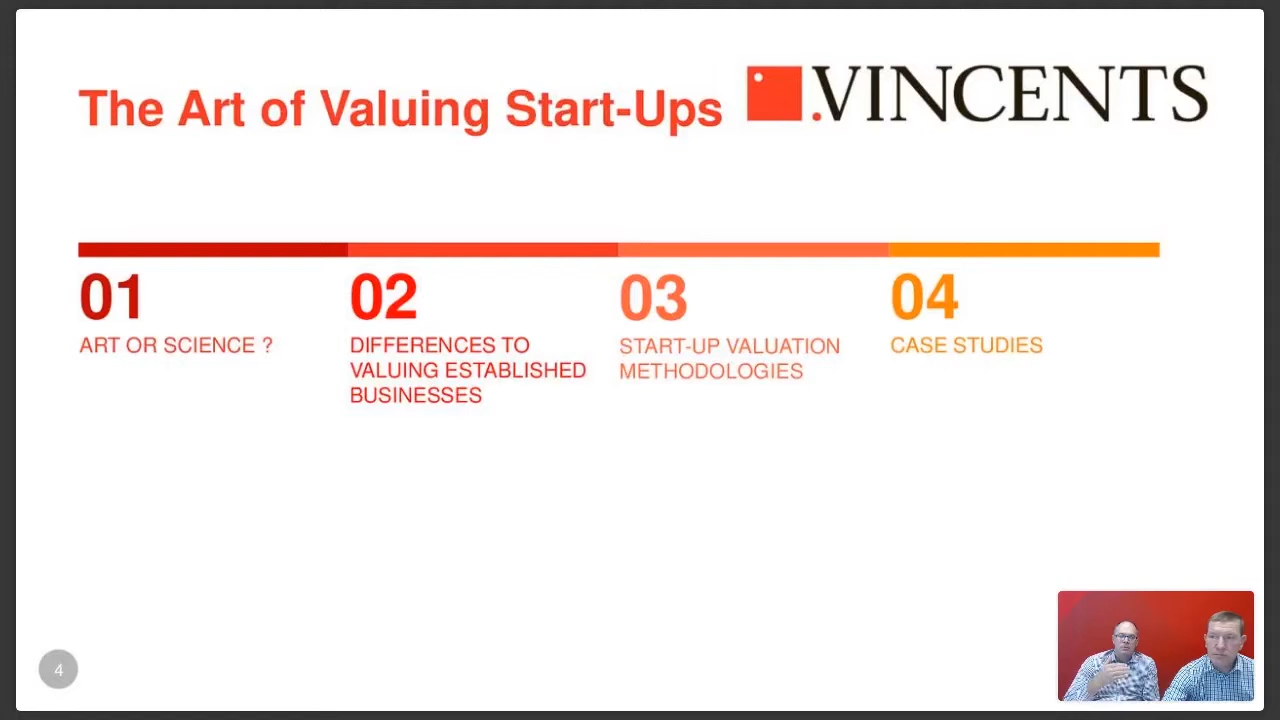 The Art of Valuing Start-Ups
.VINCENTS
01
ART OR SCIENCE ?
02
DIFFERENCES TO
VALUING ESTABLISHED
BUSINESSES
03
START-UP VALUATION
METHODOLOGIES
04
CASE STUDIES
4